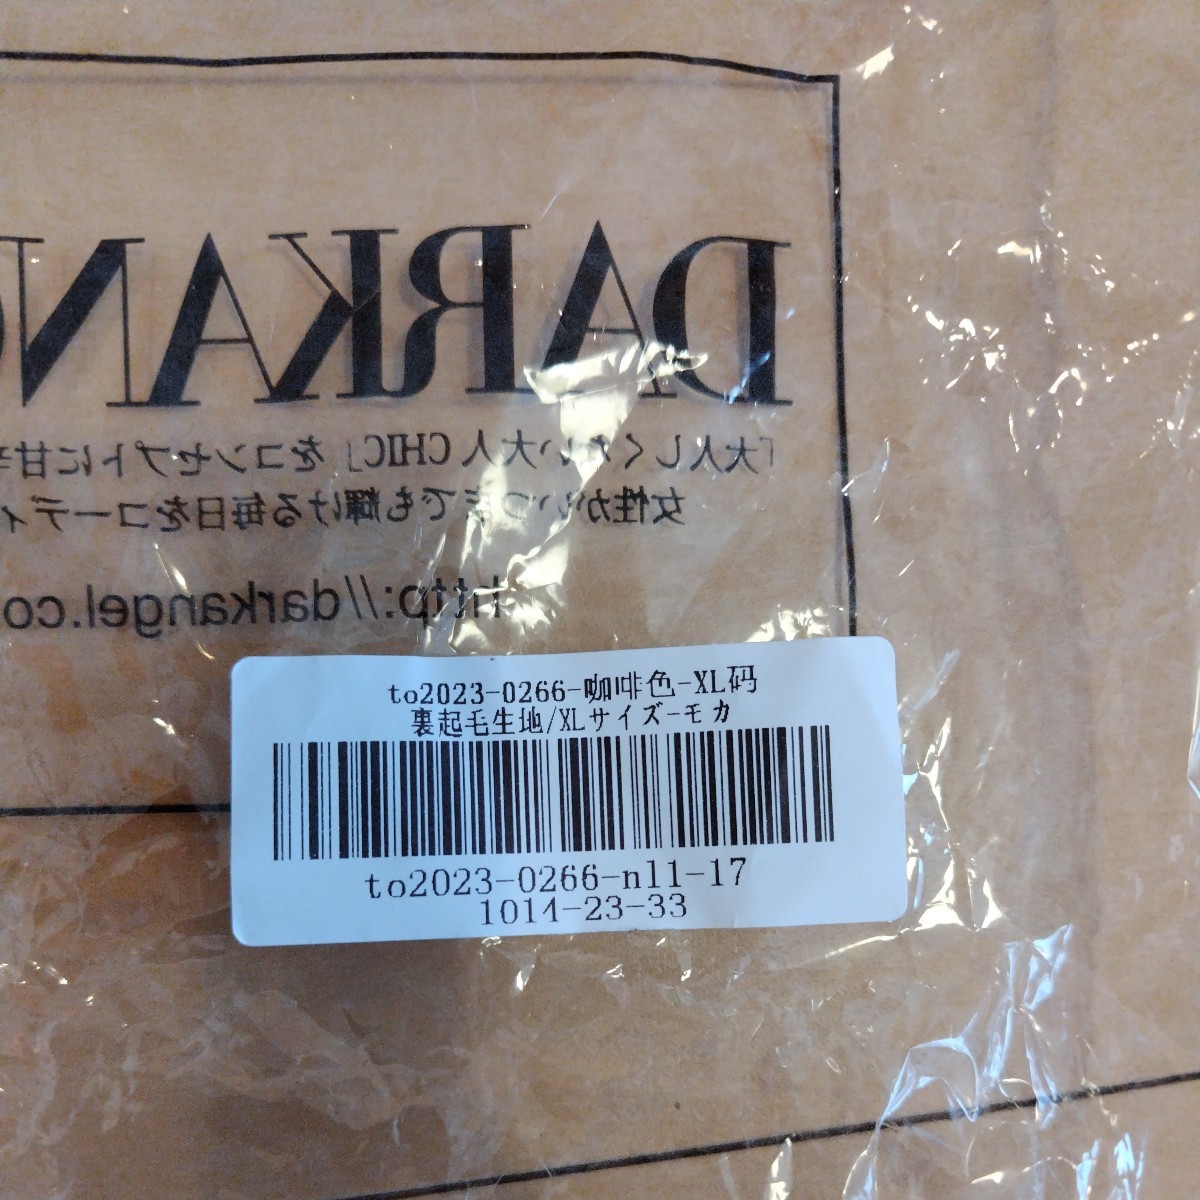 DARKAN
「大人しくたい大人CHIC」をコンセプトに甘辛
女性がいつまでも輝ける毎日をコーディ
http://darkangel.co
to2023-0266-咖啡色-XL码
裏起毛生地/XLサイズ-モカ
to2023-0266-nl1-17
1014-23-33